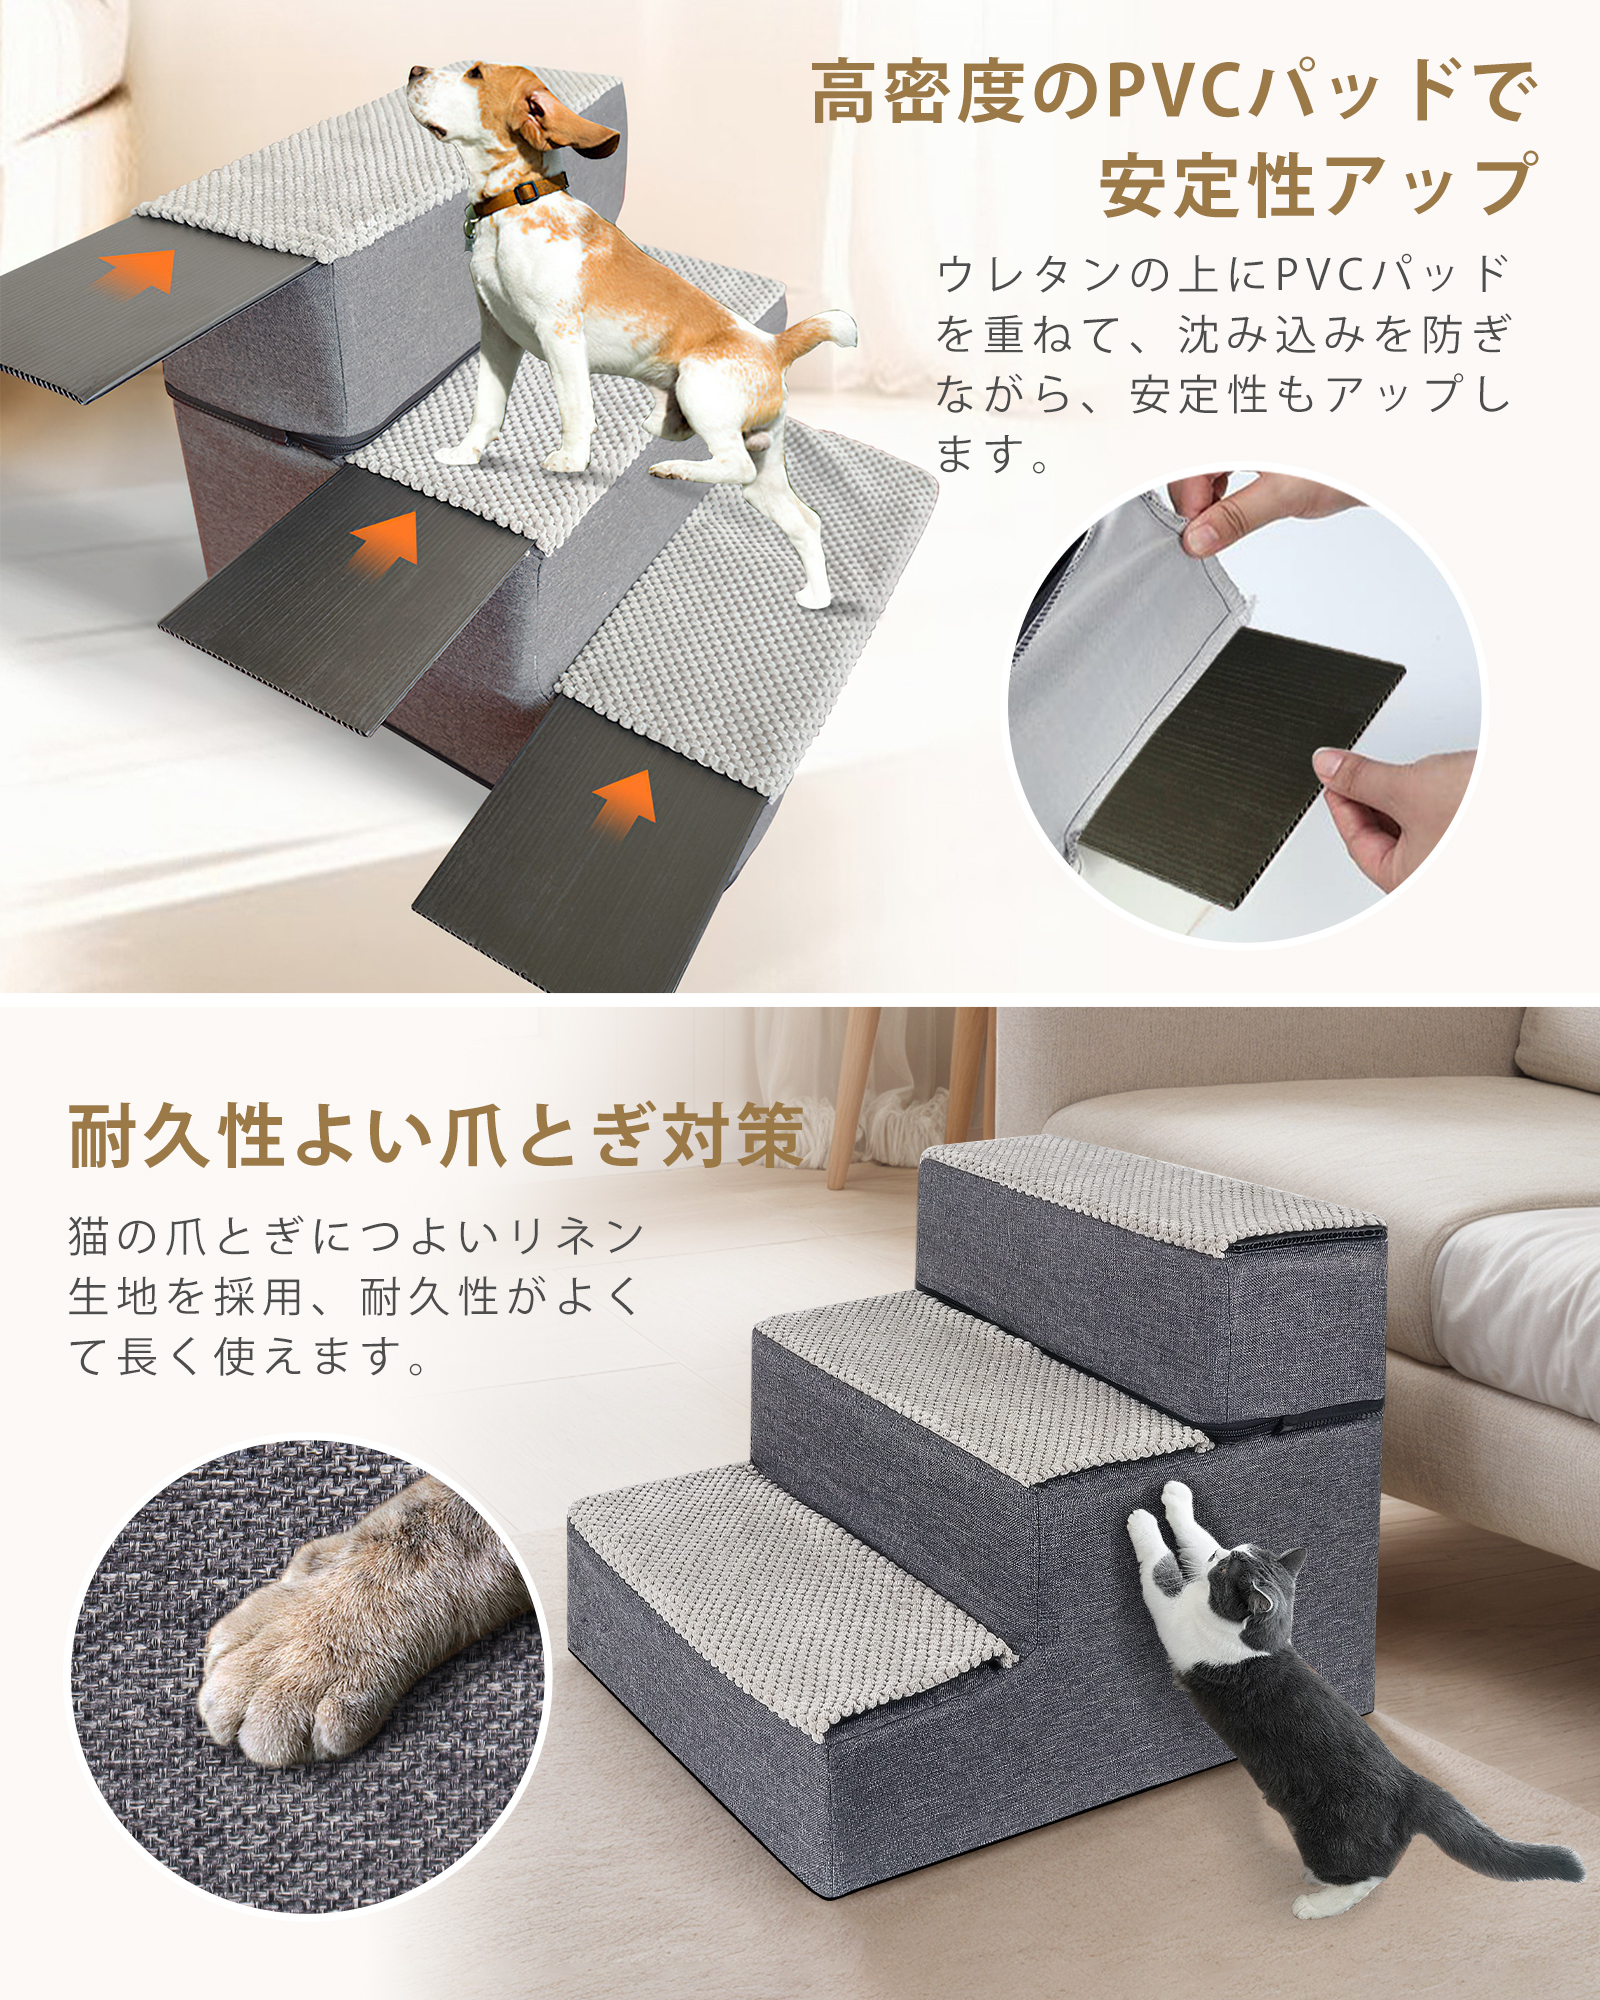 高密度のPVCパッドで
安定性アップ
ウレタンの上にPVCパッド
を重ねて、沈み込みを防ぎ
ながら、安定性もアップし
ます。
耐久性よい爪とぎ対策
猫の爪とぎにつよいリネン
生地を採用、耐久性がよく
て長く使えます。